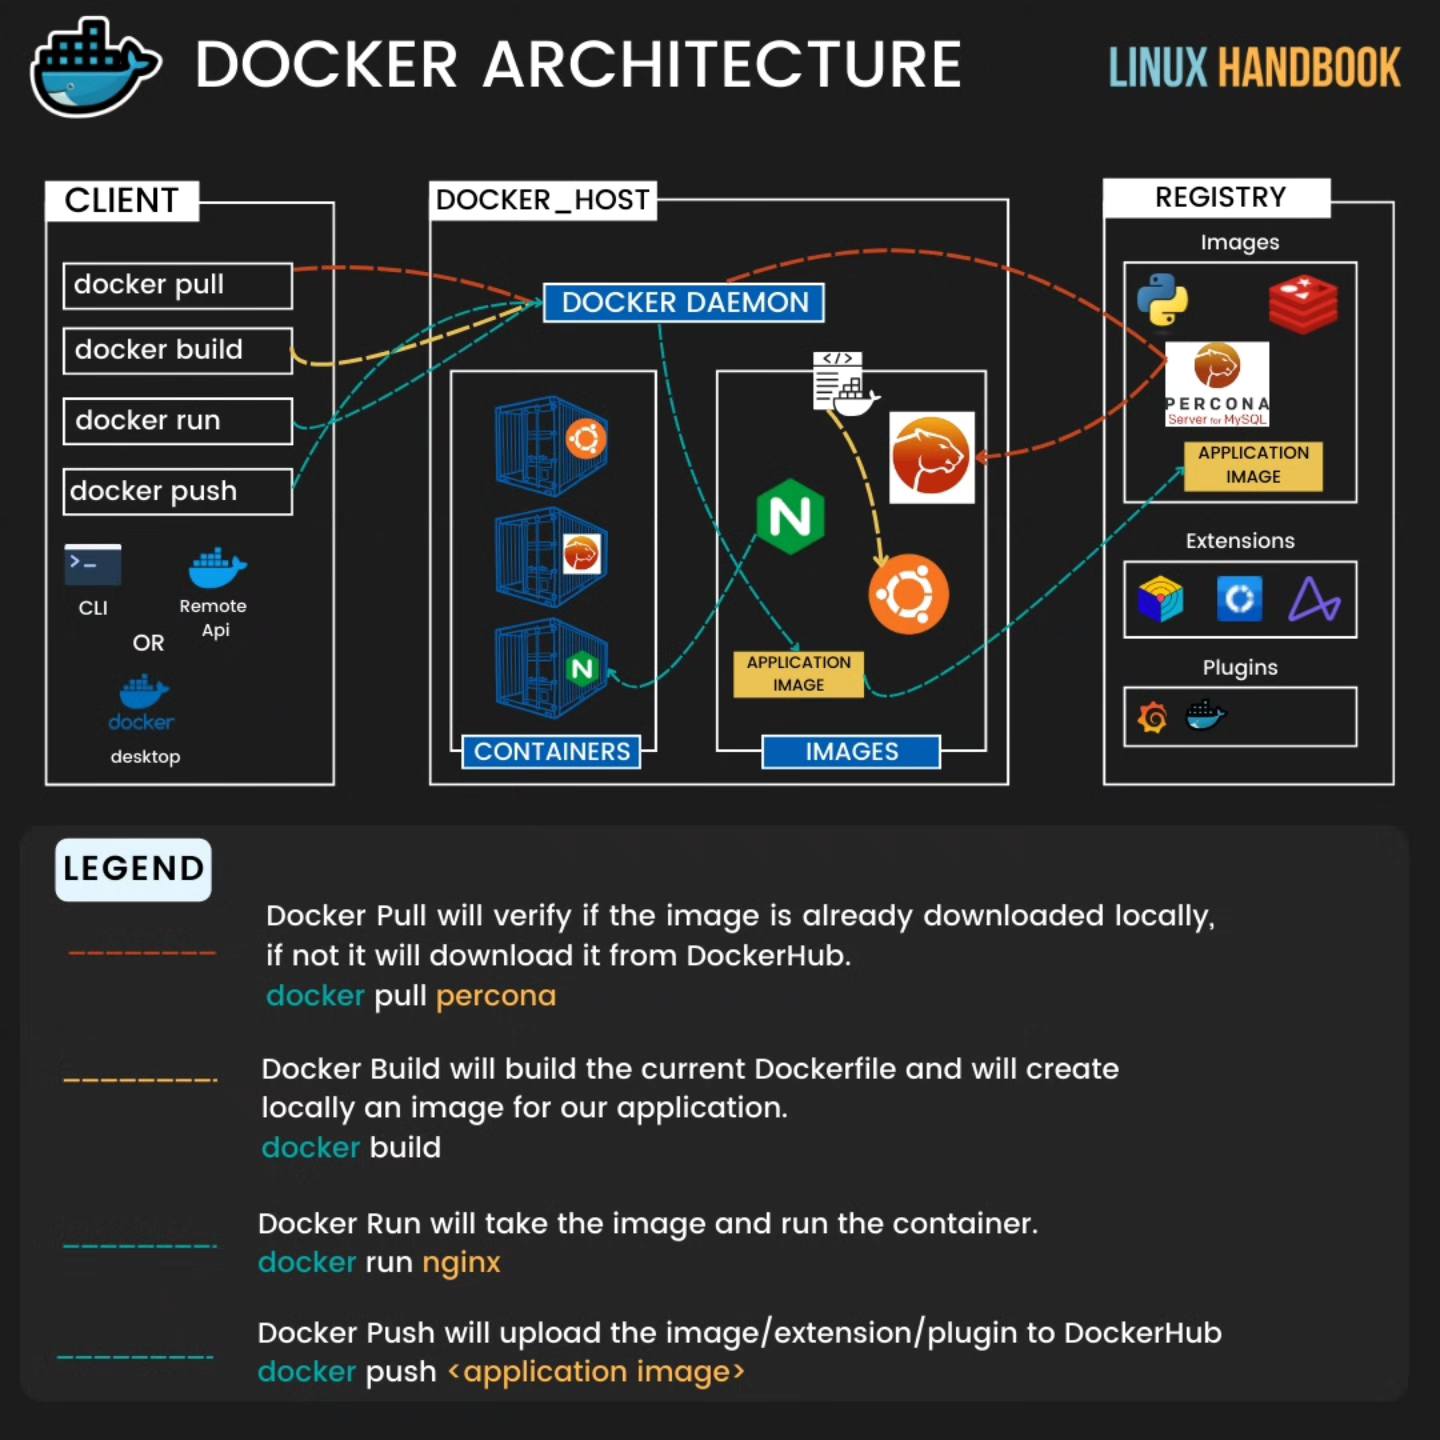 DOCKER ARCHITECTURE
LINUX HANDBOOK
CLIENT
docker pull
docker build
docker run
docker push
>_
CLI
Remote
Api
OR
docker
desktop
DOCKER_HOST
DOCKER DAEMON
</>
N
N
APPLICATION
IMAGE
CONTAINERS
IMAGES
REGISTRY
Images
PERCONA
Server for MySQL
APPLICATION
IMAGE
Extensions
Plugins
LEGEND
Docker Pull will verify if the image is already downloaded locally,
if not it will download it from DockerHub.
docker pull percona
Docker Build will build the current Dockerfile and will create
locally an image for our application.
docker build
Docker Run will take the image and run the container.
docker run nginx
Docker Push will upload the image/extension/plugin to DockerHub
docker push <application image>